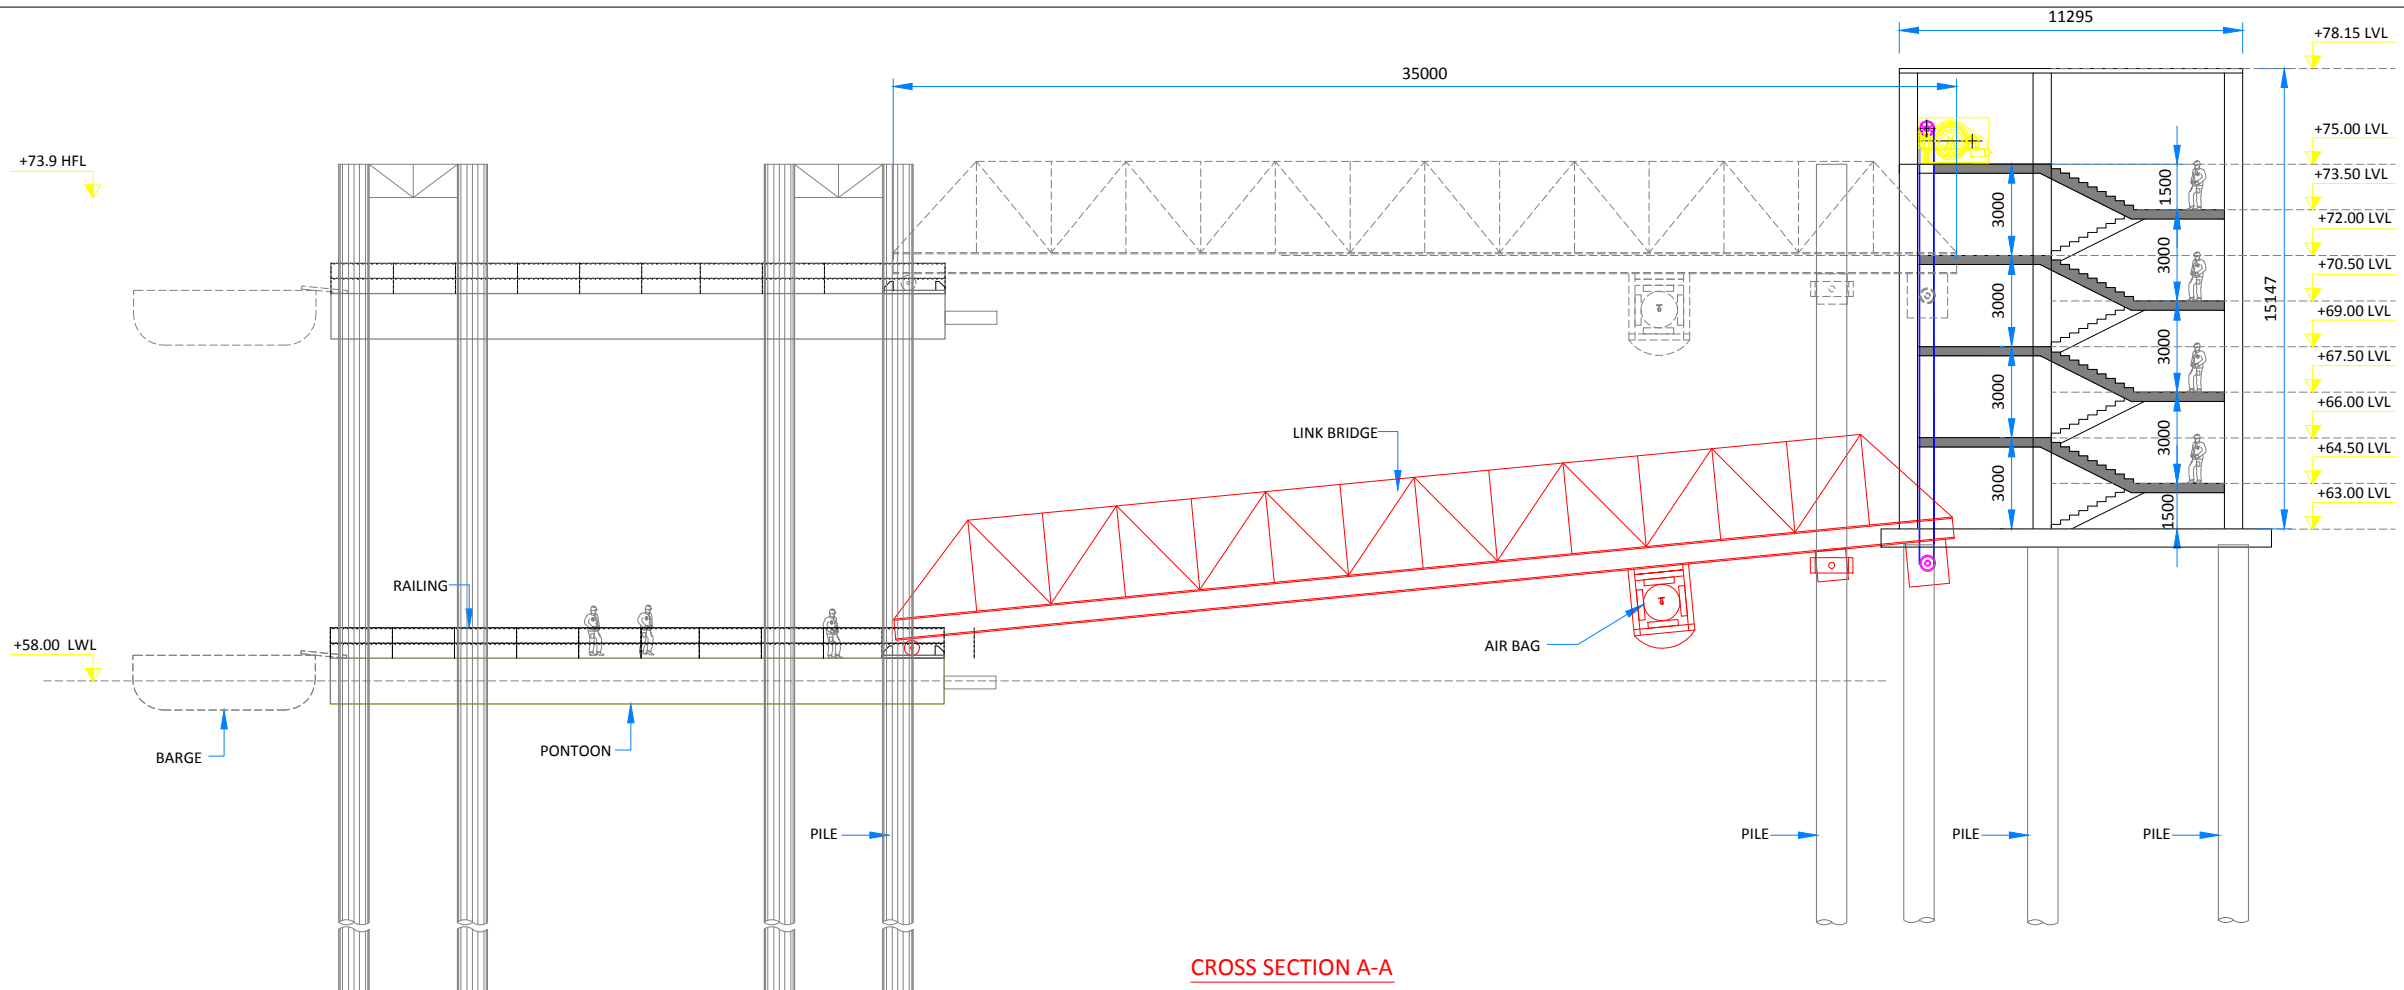 11295
+78.15 LVL
35000
+75.00 LVL
+73.9 HFL
+73.50 LVL
1500
3000
+72.00 LVL
3000
+70.50 LVL
15147
+69.00 LVL
3000
3000
+67.50 LVL
3000
+66.00 LVL
LINK BRIDGE
3000
+64.50 LVL
3000
+63.00 LVL
1500
RAILING
+58.00 LWL
AIR BAG
BARGE
PONTOON
PILE
PILE
PILE
PILE
CROSS SECTION A-A